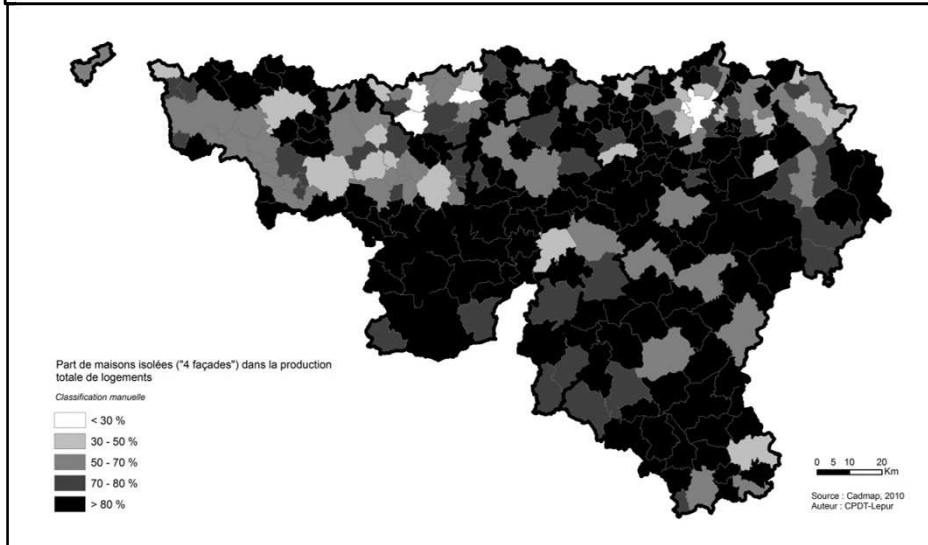 Part de maisons isolées ("4 façades") dans la production
totale de logements
Classification manuelle
< 30 %
30 - 50 %
50 - 70 %
70 - 80 %
> 80 %
0 5 10 20
Km
Source : Cadmap, 2010
Auteur : CPDT-Lepur